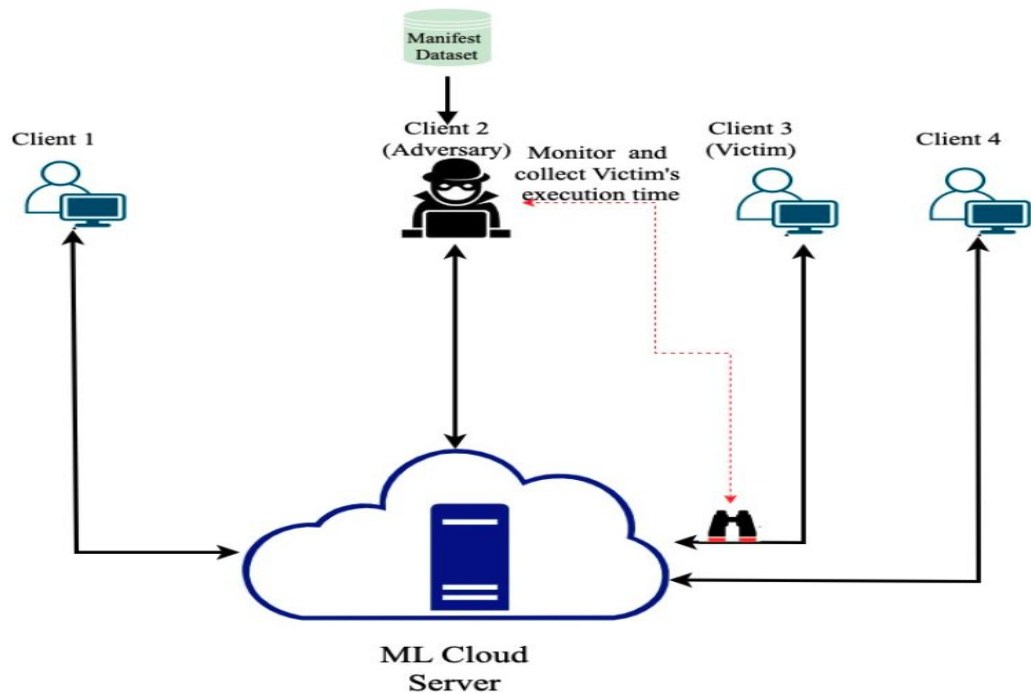 Manifest
Dataset
Client 1
Client 2
(Adversary)
Monitor and
collect Victim's
execution time
Client 3
(Victim)
Client 4
ML Cloud
Server